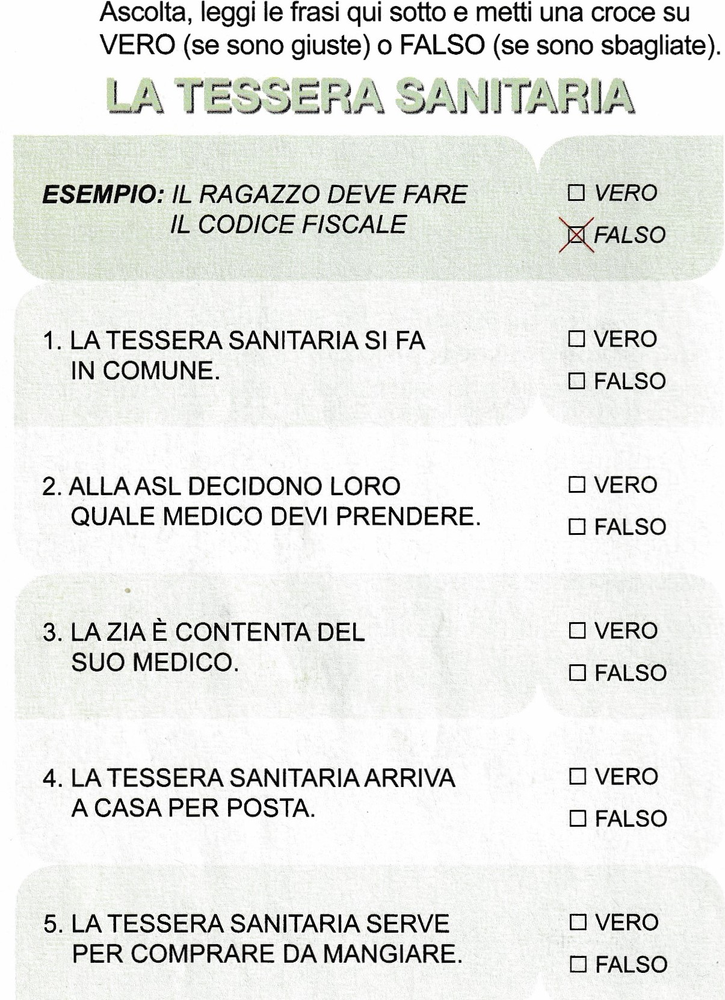 Ascolta, leggi le frasi qui sotto e metti una croce su
VERO (se sono giuste) o FALSO (se sono sbagliate).
LA TESSERA SANITARIA
ESEMPIO: IL RAGAZZO DEVE FARE
IL CODICE FISCALE
VERO
FALSO
1. LA TESSERA SANITARIA SI FA
IN COMUNE.
VERO
FALSO
2. ALLA ASL DECIDONO LORO
QUALE MEDICO DEVI PRENDERE.
VERO
FALSO
3. LA ZIA È CONTENTA DEL
SUO MEDICO.
VERO
FALSO
4. LA TESSERA SANITARIA ARRIVA
A CASA PER POSTA.
VERO
FALSO
5. LA TESSERA SANITARIA SERVE
PER COMPRARE DA MANGIARE.
VERO
FALSO